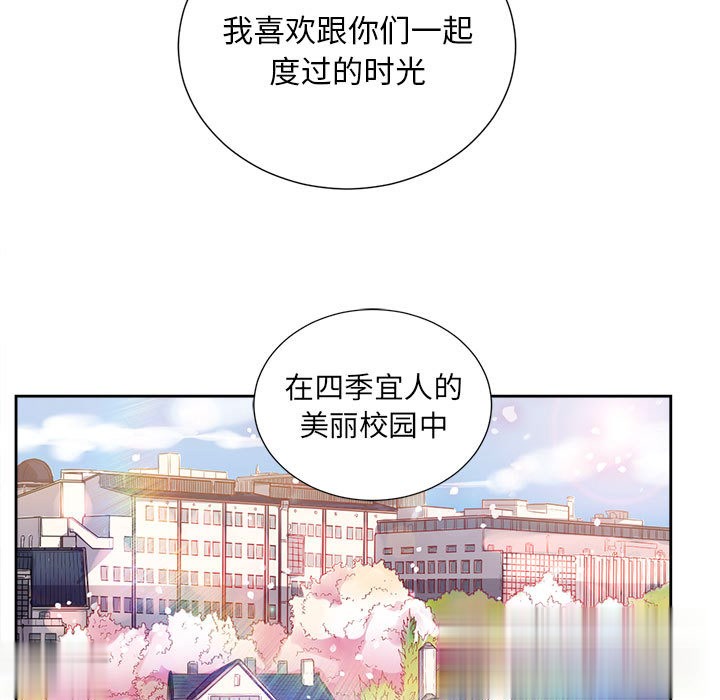 我喜欢跟你们一起
度过的时光
在四季宜人的
美丽校园中